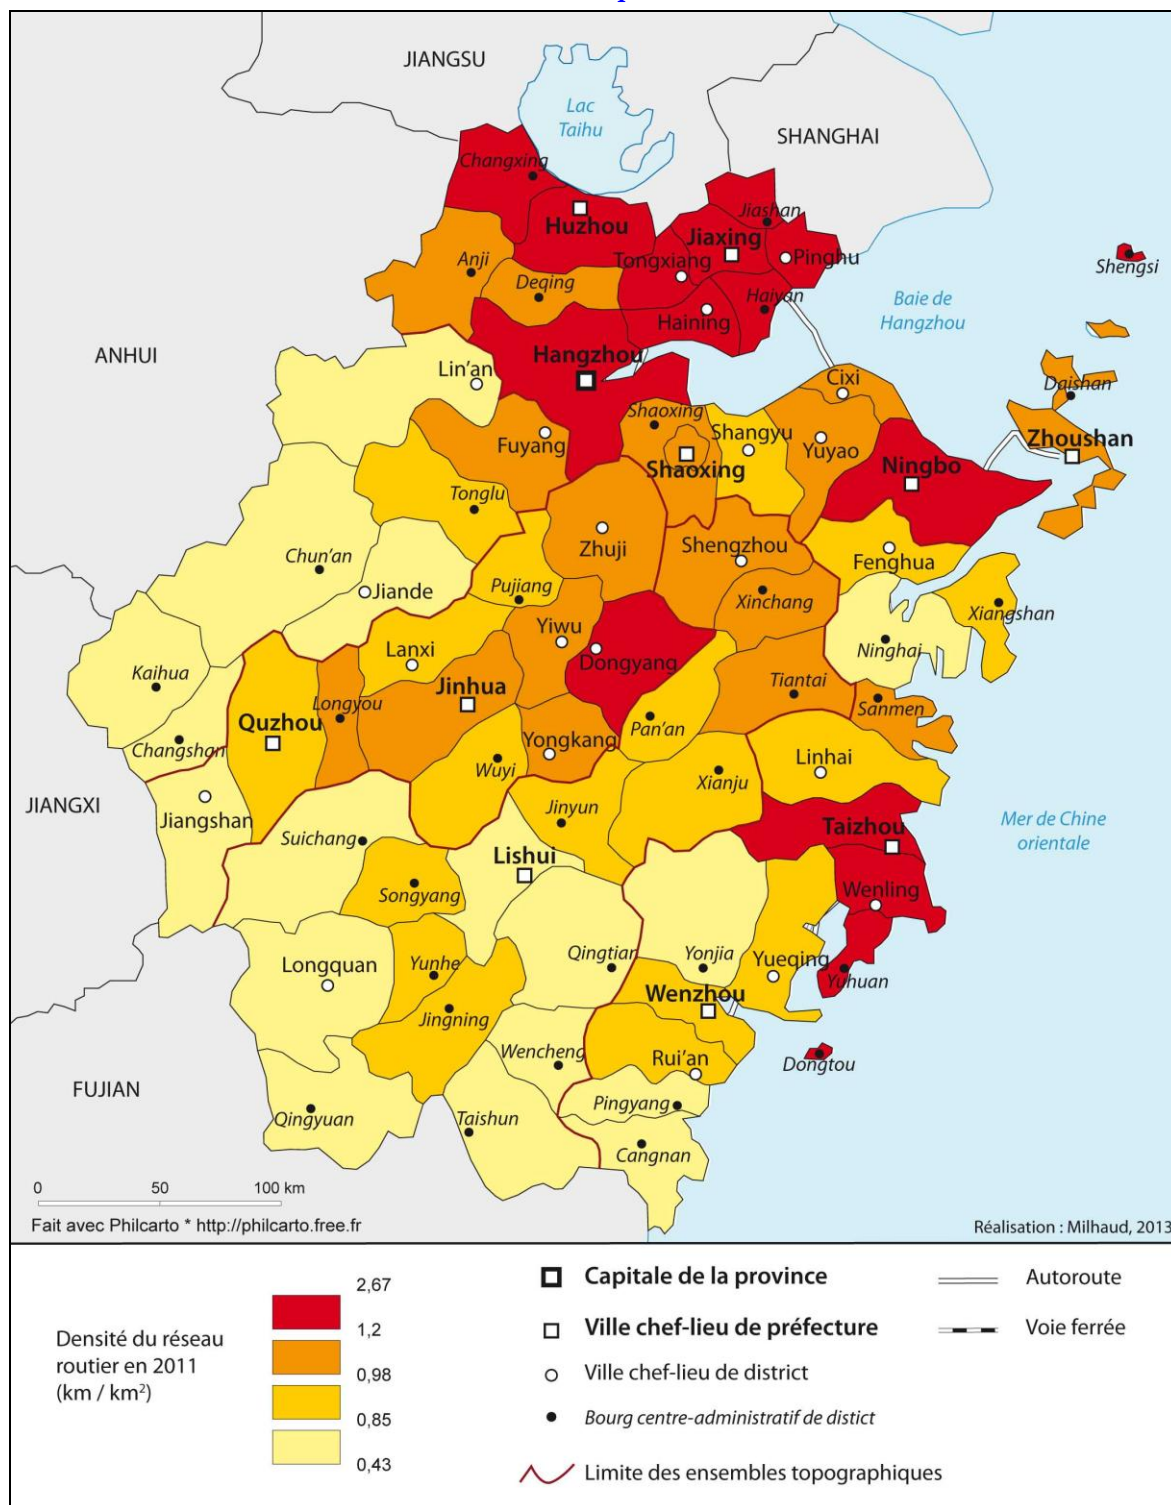 JIANGSU
Lac
Taihu
SHANGHAI
Changxing
Huzhou
Jiashan
Jiaxing
Tongxiang
Pinghu
Shengsi
Anji
Deqing
Haiyan
Haining
Baie de
Hangzhou
ANHUI
Hangzhou
Lin'an
Cixi
Daishan
Shaoxing
Fuyang
Shangyu
Yuyao
Zhoushan
Shaoxing
Ningbo
Tonglu
Zhuji
Shengzhou
Fenghua
Chun'an
Jiande
Pujiang
Xinchang
Xiangshan
Yiwu
Lanxi
Dongyang
Ninghai
Kaihua
Jinhua
Tiantai
Longyou
Sanmen
Quzhou
Pan'an
Changshan
Yongkang
Linhai
Wuyi
Xianju
JIANGXI
Jiangshan
Jinyun
Mer de Chine
orientale
Suichang
Taizhou
Lishui
Songyang
Wenling
Longquan
Yunhe
Qingtian
Yonjia
Yueqing
Yuhuan
Wenzhou
Jingning
Wencheng
Rui'an
Dongtou
FUJIAN
Qingyuan
Taishun
Pingyang
Cangnan
0 50 100 km
Fait avec Philcarto * http://philcarto.free.fr
Réalisation : Milhaud, 2013
Densité du réseau
routier en 2011
(km / km²)
2,67
1,2
0,98
0,85
0,43
Capitale de la province
Ville chef-lieu de préfecture
Ville chef-lieu de district
Bourg centre-administratif de distict
Limite des ensembles topographiques
Autoroute
Voie ferrée